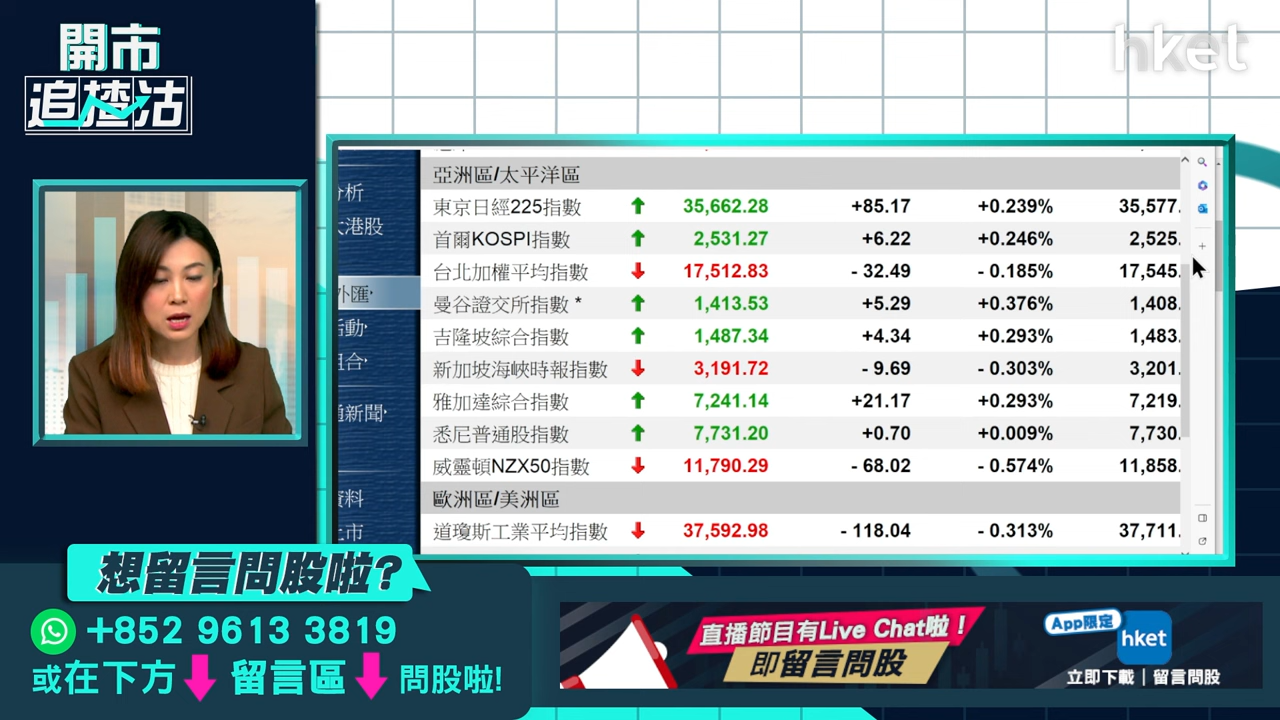 開市
追揸沽
hket
亞洲區/太平洋區
東京日經225指數 35,662.28 +85.17 +0.239% 35,577.
首爾KOSPI指數 2,531.27 +6.22 +0.246% 2,525.
台北加權平均指數 17,512.83 - 32.49 - 0.185% 17,545.
曼谷證交所指數 * 1,413.53 +5.29 +0.376% 1,408.
吉隆坡綜合指數 1,487.34 +4.34 +0.293% 1,483.
新加坡海峽時報指數 3,191.72 - 9.69 - 0.303% 3,201.
雅加達綜合指數 7,241.14 +21.17 +0.293% 7,219.
悉尼普通股指數 7,731.20 +0.70 +0.009% 7,730.
威靈頓NZX50指數 11,790.29 - 68.02 - 0.574% 11,858.
歐洲區/美洲區
道瓊斯工業平均指數 37,592.98 - 118.04 - 0.313% 37,711.
分析
大港股
外匯
活動
組合
新聞
資料
上市
想留言問股啦?
+852 9613 3819
或在下方 留言區 問股啦!
直播節目有Live Chat啦!
即留言問股
App限定
hket
立即下載｜留言問股